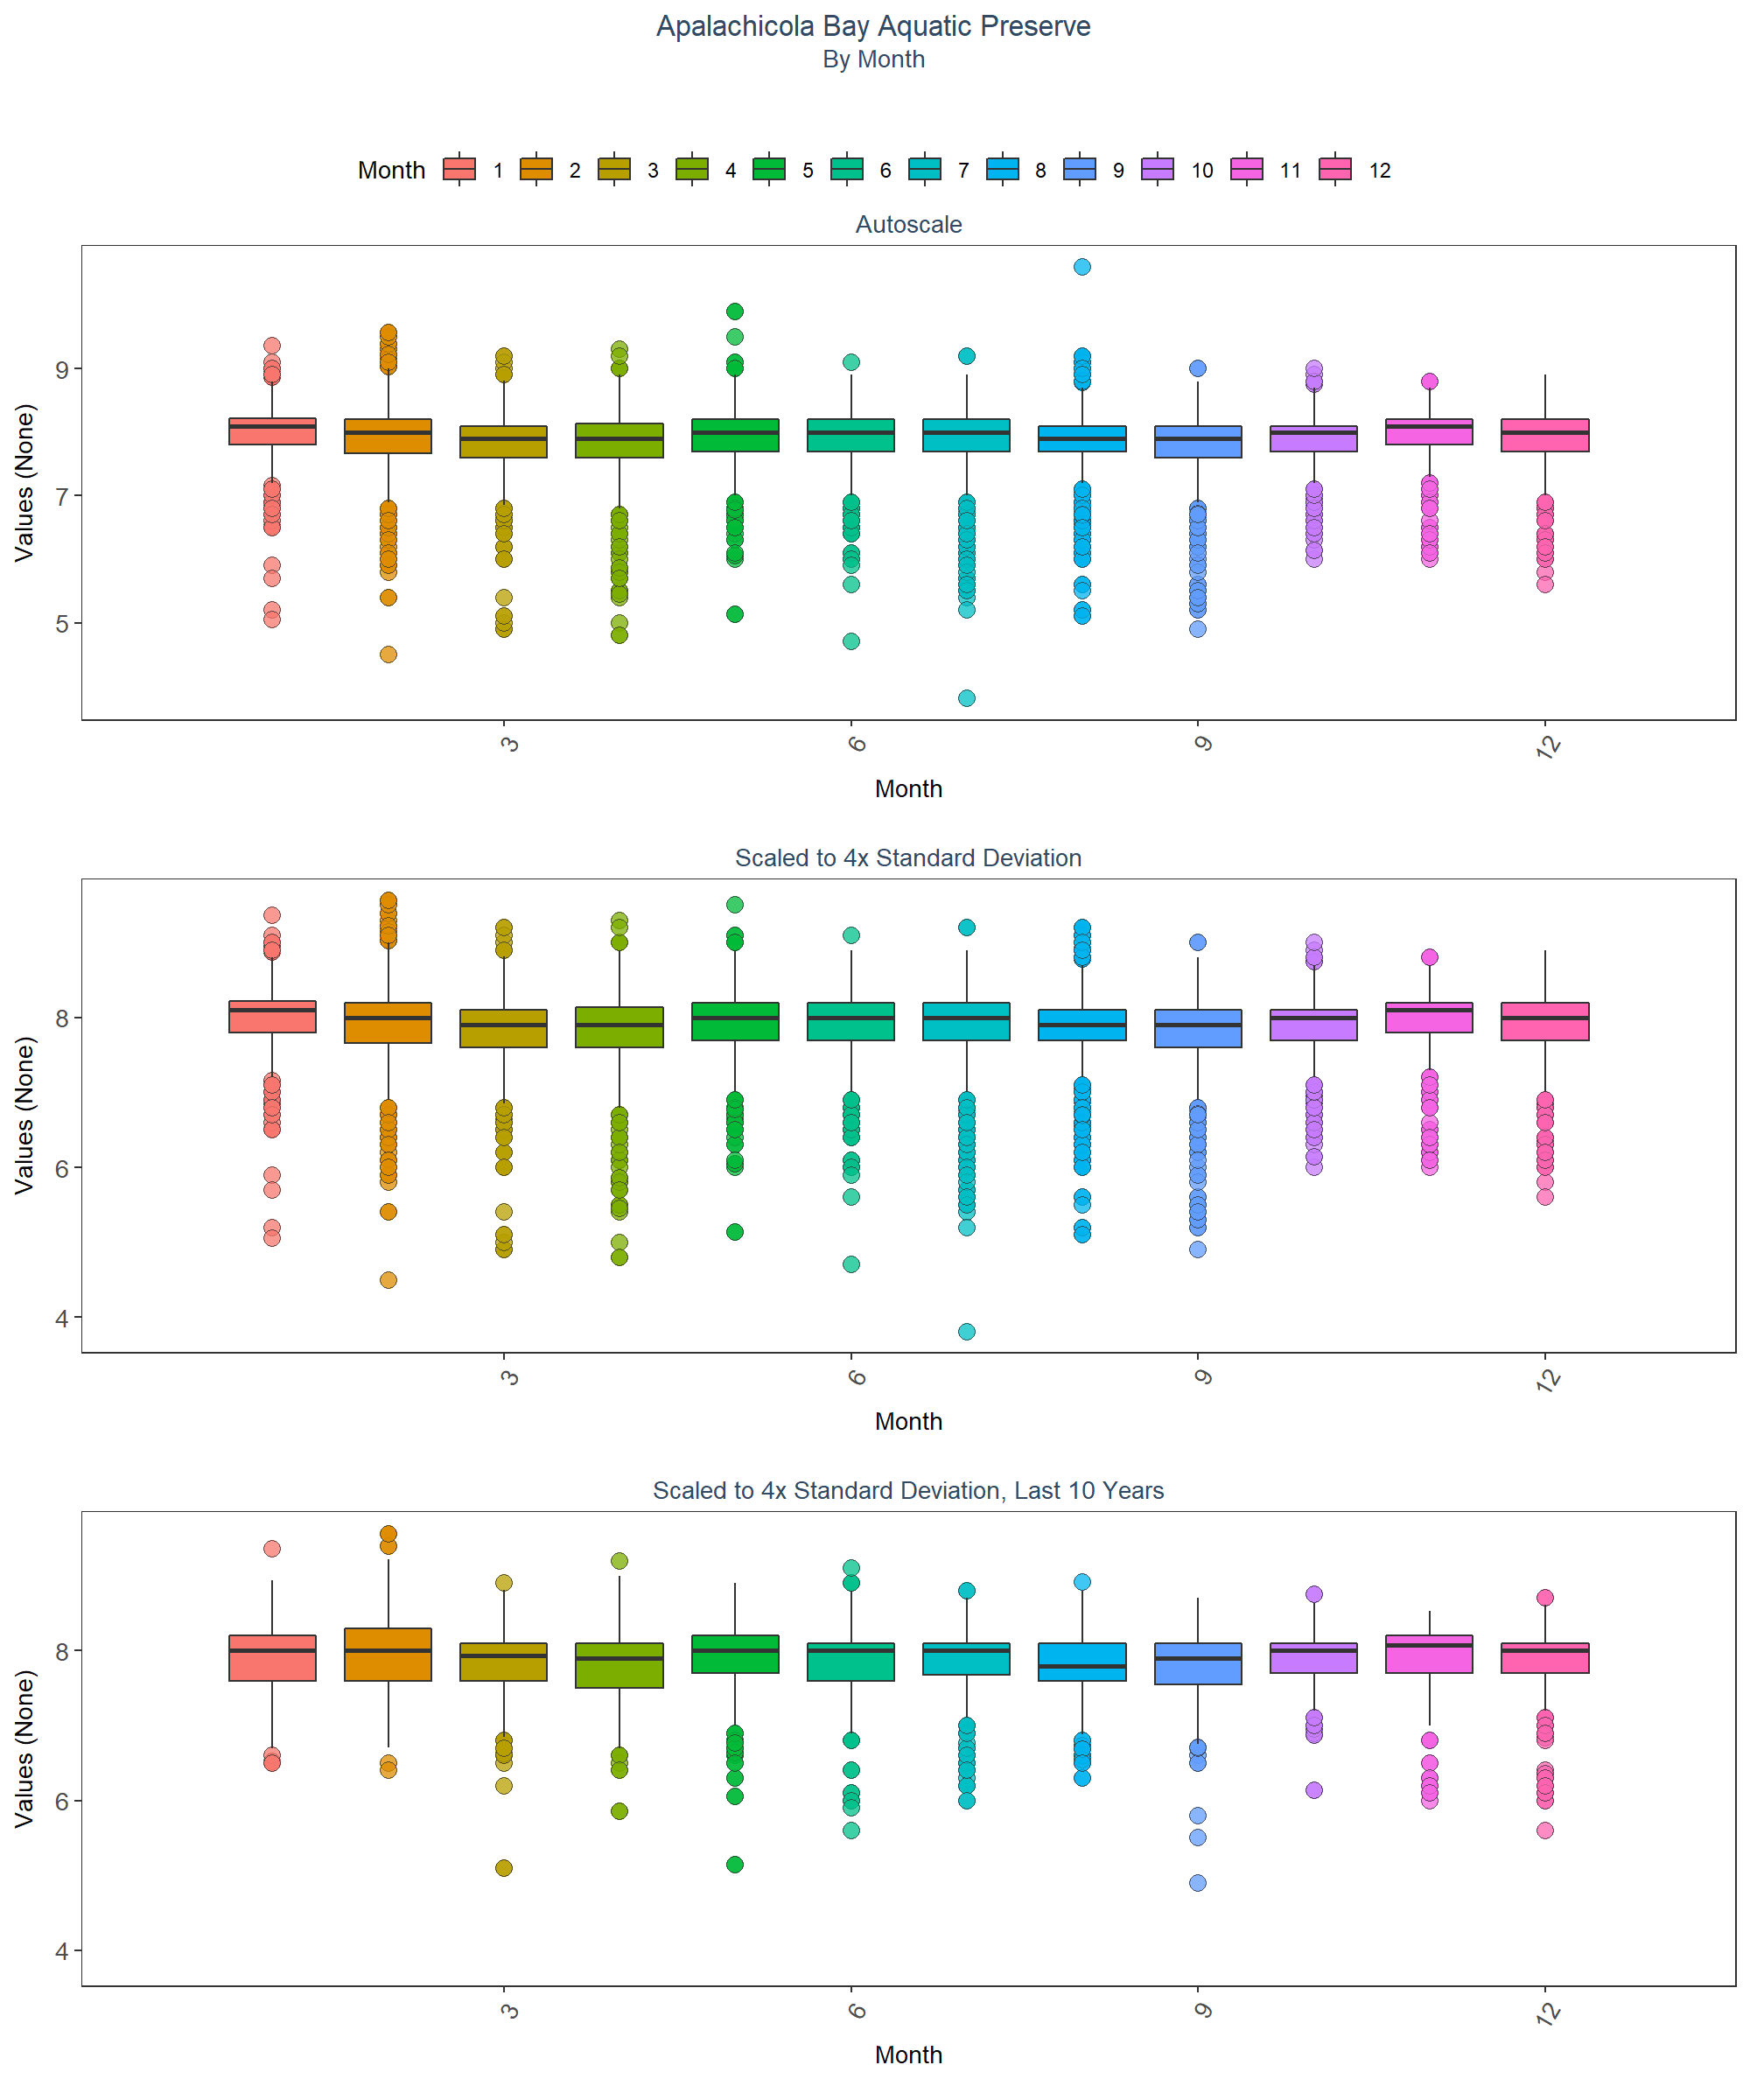 Apalachicola Bay Aquatic Preserve
By Month
Month 1 2 3 4 5 6 7 8 9 10 11 12
Autoscale
Values (None)
9
7
5
3 6 9 12
Month
Scaled to 4x Standard Deviation
Values (None)
8
6
4
3 6 9 12
Month
Scaled to 4x Standard Deviation, Last 10 Years
Values (None)
8
6
4
3 6 9 12
Month